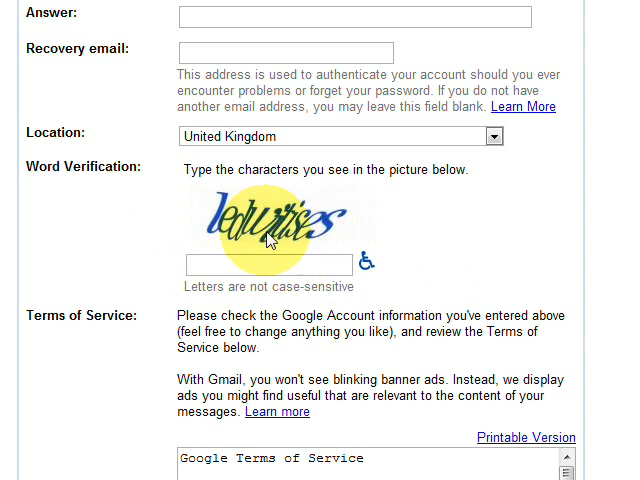 Answer:
Recovery email:
This address is used to authenticate your account should you ever
encounter problems or forget your password. If you do not have
another email address, you may leave this field blank. Learn More
Location:
United Kingdom
Word Verification:
Type the characters you see in the picture below.
Letters are not case-sensitive
Terms of Service:
Please check the Google Account information you've entered above
(feel free to change anything you like), and review the Terms of
Service below.
With Gmail, you won't see blinking banner ads. Instead, we display
ads you might find useful that are relevant to the content of your
messages. Learn more
Printable Version
Google Terms of Service